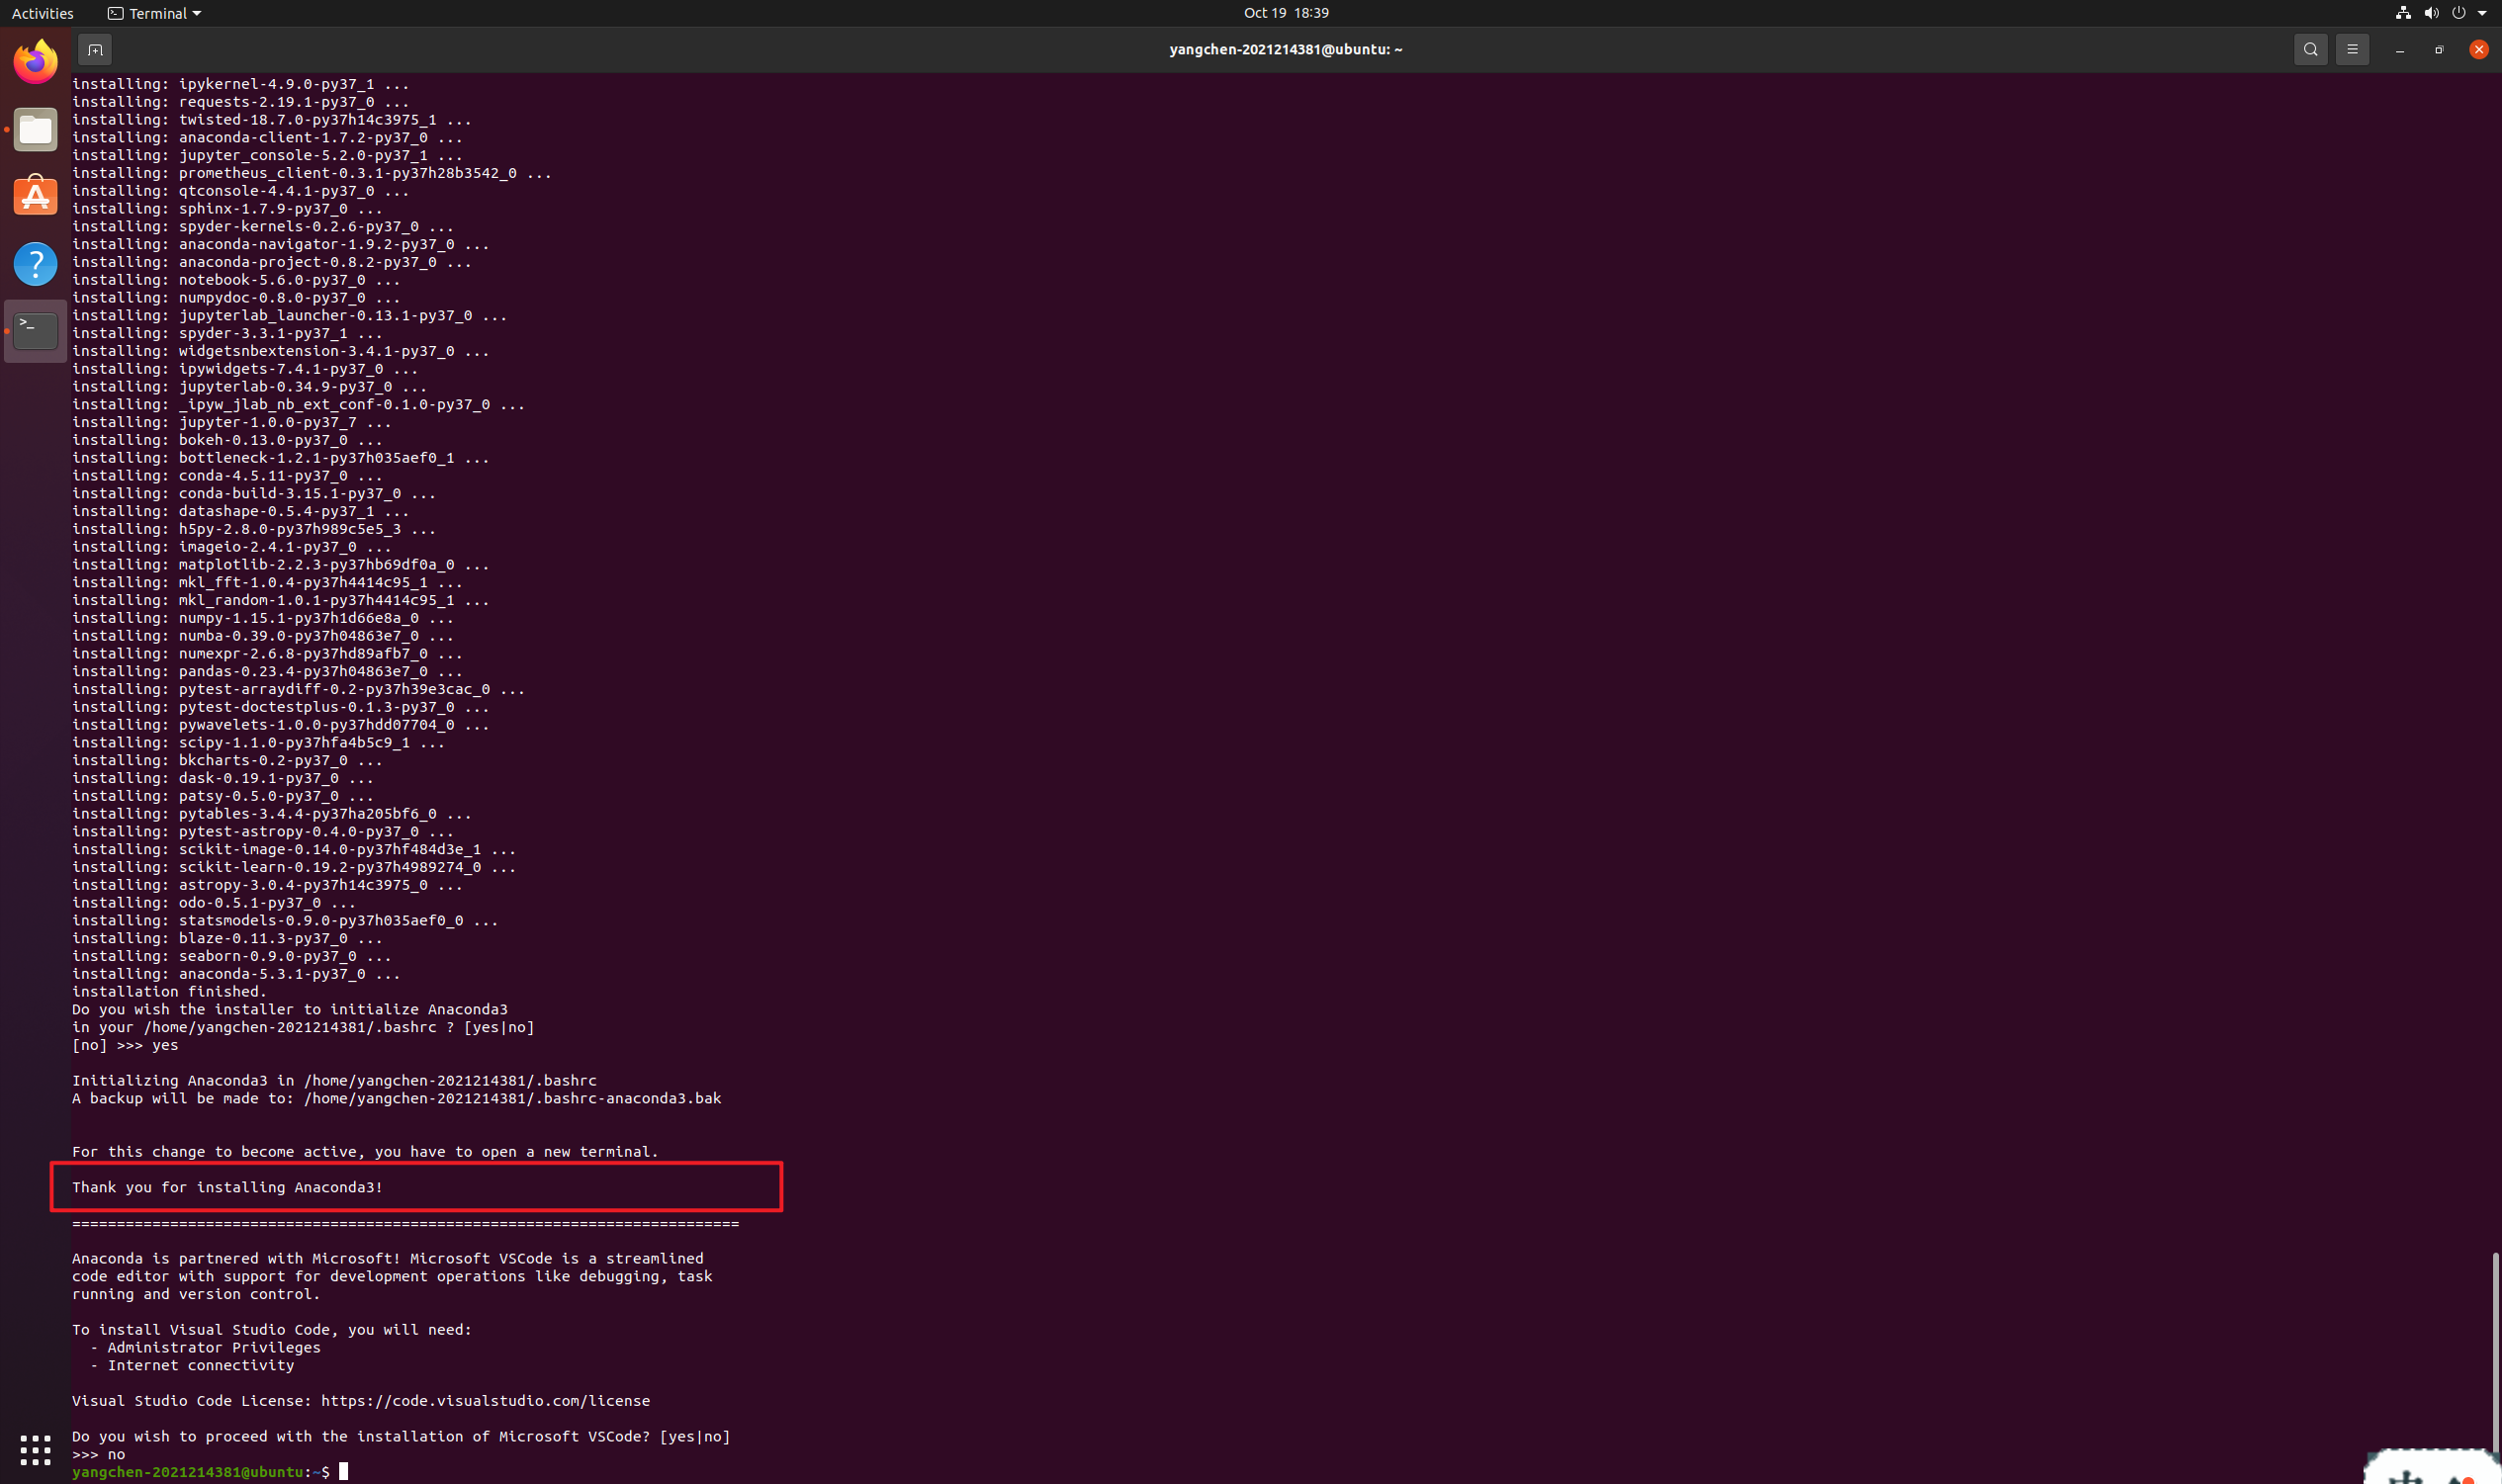 Activities
Terminal
Oct 19 18:39
yangchen-2021214381@ubuntu: ~
installing: ipykernel-4.9.0-py37_1 ...
installing: requests-2.19.1-py37_0 ...
installing: twisted-18.7.0-py37h14c3975_1 ...
installing: anaconda-client-1.7.2-py37_0 ...
installing: jupyter_console-5.2.0-py37_1 ...
installing: prometheus_client-0.3.1-py37h28b3542_0 ...
installing: qtconsole-4.4.1-py37_0 ...
installing: sphinx-1.7.9-py37_0 ...
installing: spyder-kernels-0.2.6-py37_0 ...
installing: anaconda-navigator-1.9.2-py37_0 ...
installing: anaconda-project-0.8.2-py37_0 ...
installing: notebook-5.6.0-py37_0 ...
installing: numpydoc-0.8.0-py37_0 ...
installing: jupyterlab_launcher-0.13.1-py37_0 ...
installing: spyder-3.3.1-py37_1 ...
installing: widgetsnbextension-3.4.1-py37_0 ...
installing: ipywidgets-7.4.1-py37_0 ...
installing: jupyterlab-0.34.9-py37_0 ...
installing: _ipyw_jlab_nb_ext_conf-0.1.0-py37_0 ...
installing: jupyter-1.0.0-py37_7 ...
installing: bokeh-0.13.0-py37_0 ...
installing: bottleneck-1.2.1-py37h035aef0_1 ...
installing: conda-4.5.11-py37_0 ...
installing: conda-build-3.15.1-py37_0 ...
installing: datashape-0.5.4-py37_1 ...
installing: h5py-2.8.0-py37h989c5e5_3 ...
installing: imageio-2.4.1-py37_0 ...
installing: matplotlib-2.2.3-py37hb69df0a_0 ...
installing: mkl_fft-1.0.4-py37h4414c95_1 ...
installing: mkl_random-1.0.1-py37h4414c95_1 ...
installing: numpy-1.15.1-py37h1d66e8a_0 ...
installing: numba-0.39.0-py37h04863e7_0 ...
installing: numexpr-2.6.8-py37hd89afb7_0 ...
installing: pandas-0.23.4-py37h04863e7_0 ...
installing: pytest-arraydiff-0.2-py37h39e3cac_0 ...
installing: pytest-doctestplus-0.1.3-py37_0 ...
installing: pywavelets-1.0.0-py37hdd07704_0 ...
installing: scipy-1.1.0-py37hfa4b5c9_1 ...
installing: bkcharts-0.2-py37_0 ...
installing: dask-0.19.1-py37_0 ...
installing: patsy-0.5.0-py37_0 ...
installing: pytables-3.4.4-py37ha205bf6_0 ...
installing: pytest-astropy-0.4.0-py37_0 ...
installing: scikit-image-0.14.0-py37hf484d3e_1 ...
installing: scikit-learn-0.19.2-py37h4989274_0 ...
installing: astropy-3.0.4-py37h14c3975_0 ...
installing: odo-0.5.1-py37_0 ...
installing: statsmodels-0.9.0-py37h035aef0_0 ...
installing: blaze-0.11.3-py37_0 ...
installing: seaborn-0.9.0-py37_0 ...
installing: anaconda-5.3.1-py37_0 ...
installation finished.
Do you wish the installer to initialize Anaconda3
in your /home/yangchen-2021214381/.bashrc ? [yes|no]
[no] >>> yes
Initializing Anaconda3 in /home/yangchen-2021214381/.bashrc
A backup will be made to: /home/yangchen-2021214381/.bashrc-anaconda3.bak
For this change to become active, you have to open a new terminal.
Thank you for installing Anaconda3!
===========================================================================
Anaconda is partnered with Microsoft! Microsoft VSCode is a streamlined
code editor with support for development operations like debugging, task
running and version control.
To install Visual Studio Code, you will need:
- Administrator Privileges
- Internet connectivity
Visual Studio Code License: https://code.visualstudio.com/license
Do you wish to proceed with the installation of Microsoft VSCode? [yes|no]
>>> no
yangchen-2021214381@ubuntu:~$